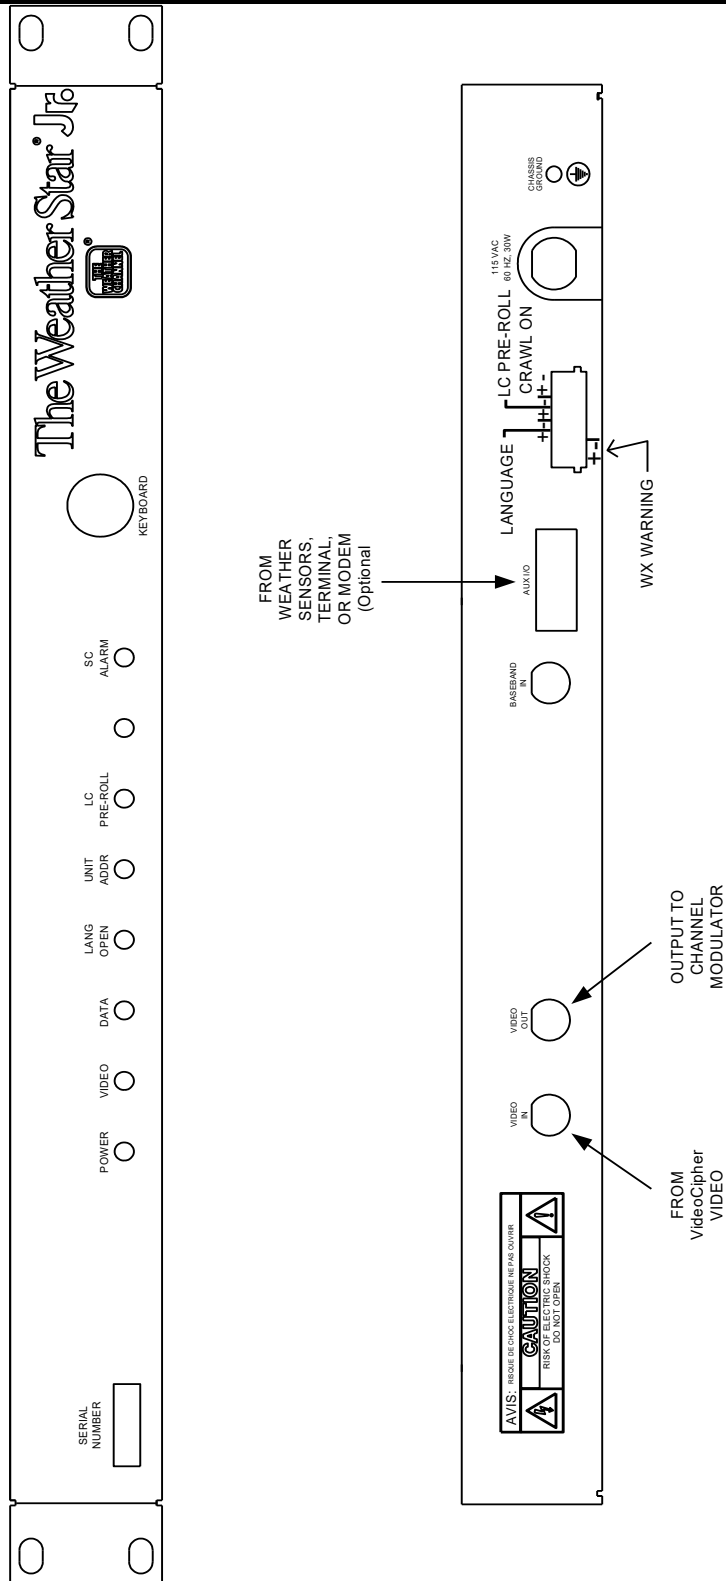 SERIAL
NUMBER
POWER
VIDEO
DATA
LANG
OPEN
UNIT
ADDR
LC
PRE-ROLL
SC
ALARM
KEYBOARD
The Weather Star® Jr.
THE
WEATHER
CHANNEL
®
AVIS: RISQUE DE CHOC ELECTRIQUE NE PAS OUVRIR
CAUTION
RISK OF ELECTRIC SHOCK
DO NOT OPEN
VIDEO
IN
FROM
VideoCipher
VIDEO
VIDEO
OUT
OUTPUT TO
CHANNEL
MODULATOR
BASEBAND
IN
AUX I/O
FROM
WEATHER
SENSORS,
TERMINAL,
OR MODEM
(Optional
LANGUAGE
LC PRE-ROLL
CRAWL ON
+ - + - + -
+ -
WX WARNING
115 VAC
60 HZ, 30W
CHASSIS
GROUND